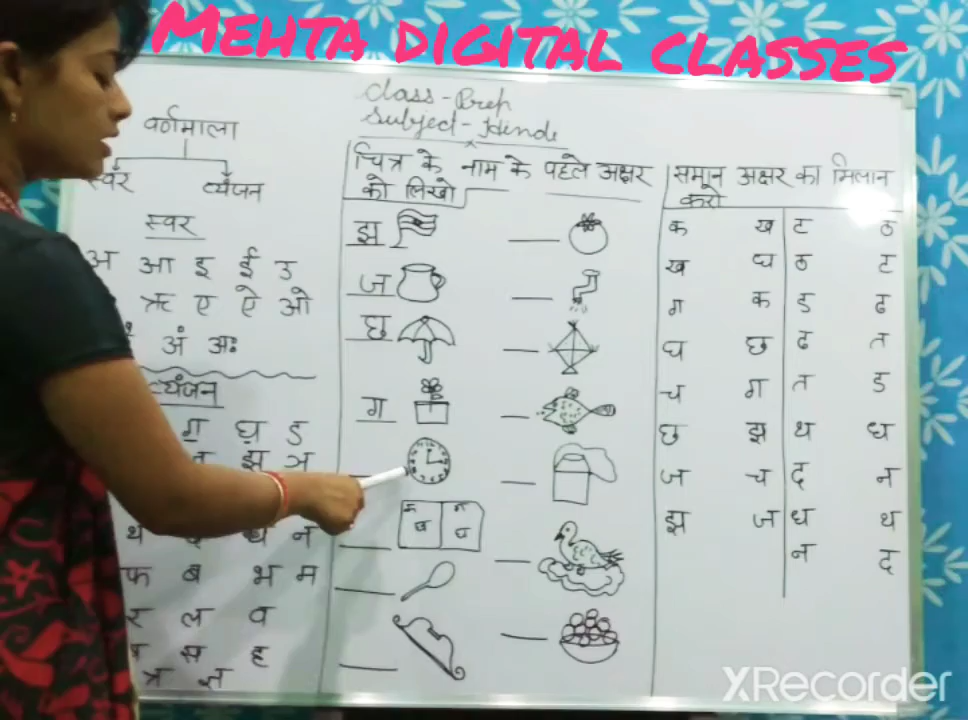 MEHTA DIGITAL CLASSES
Class-Prep
Subject-Hinde
वर्णमाला
स्वर व्यंजन
स्वर
अ आ इ ई उ
ऋ ए ऐ ओ
अं अः
व्यंजन
ग घ ङ
झ ञ
थ न
फ ब भ म
र ल व
स ह
त्र ज्ञ
चित्र के नाम के पहले अक्षर
को लिखो
झ
ज
छ
ग
समान अक्षर का मिलान
करो
क ख ट ठ
ख घ ठ ट
ग क ड ढ
घ छ ढ त
च ग त ड
छ झ थ ध
ज च द न
झ ज ध थ
न द
XRecorder